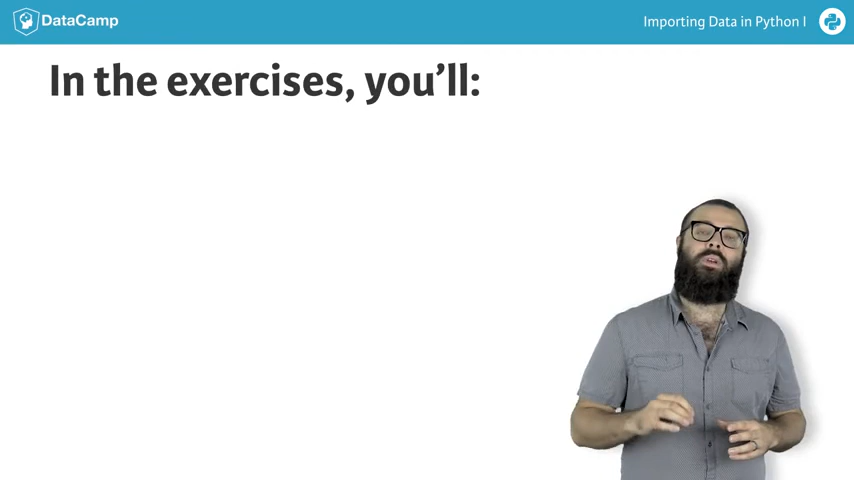 DataCamp
Importing Data in Python I
In the exercises, you'll: